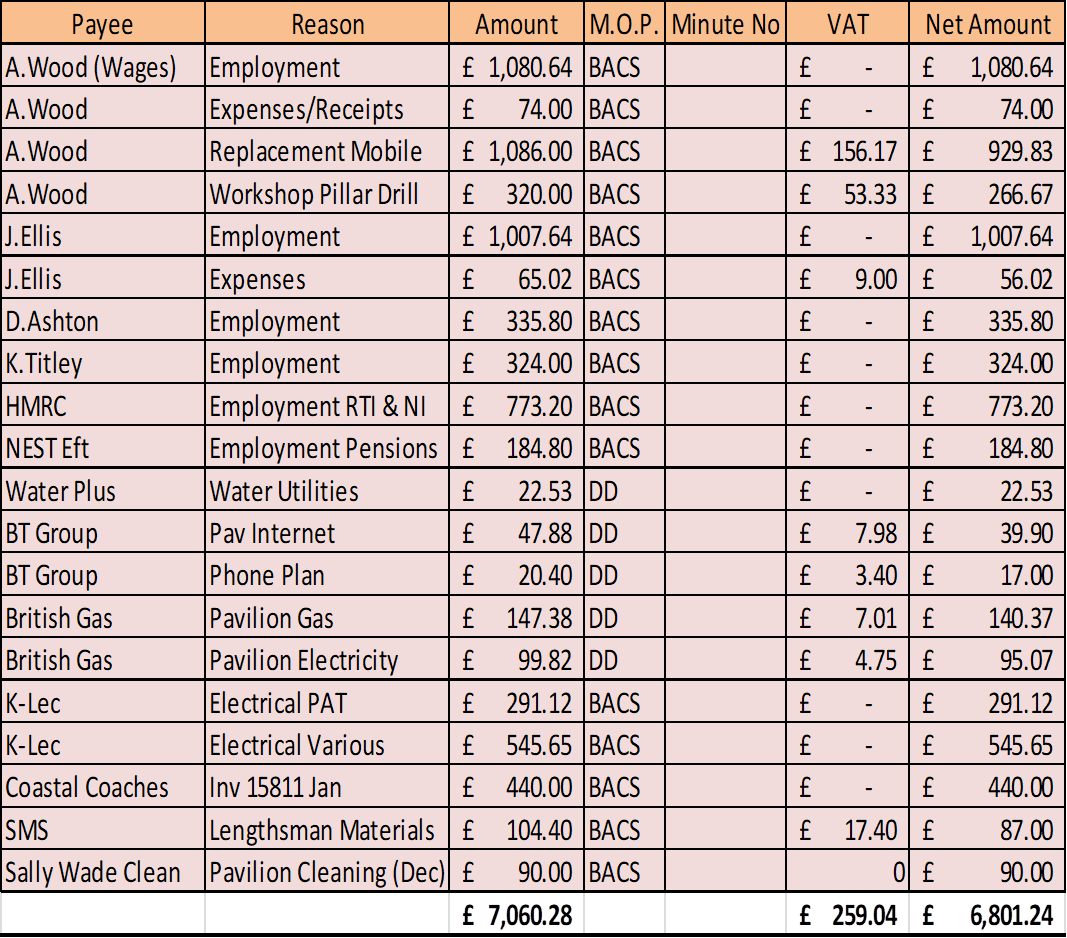 Payee Reason Amount M.O.P. Minute No VAT Net Amount
A.Wood (Wages) Employment £ 1,080.64 BACS £ - £ 1,080.64
A.Wood Expenses/Receipts £ 74.00 BACS £ - £ 74.00
A.Wood Replacement Mobile £ 1,086.00 BACS £ 156.17 £ 929.83
A.Wood Workshop Pillar Drill £ 320.00 BACS £ 53.33 £ 266.67
J.Ellis Employment £ 1,007.64 BACS £ - £ 1,007.64
J.Ellis Expenses £ 65.02 BACS £ 9.00 £ 56.02
D.Ashton Employment £ 335.80 BACS £ - £ 335.80
K.Titley Employment £ 324.00 BACS £ - £ 324.00
HMRC Employment RTI & NI £ 773.20 BACS £ - £ 773.20
NEST Eft Employment Pensions £ 184.80 BACS £ - £ 184.80
Water Plus Water Utilities £ 22.53 DD £ - £ 22.53
BT Group Pav Internet £ 47.88 DD £ 7.98 £ 39.90
BT Group Phone Plan £ 20.40 DD £ 3.40 £ 17.00
British Gas Pavilion Gas £ 147.38 DD £ 7.01 £ 140.37
British Gas Pavilion Electricity £ 99.82 DD £ 4.75 £ 95.07
K-Lec Electrical PAT £ 291.12 BACS £ - £ 291.12
K-Lec Electrical Various £ 545.65 BACS £ - £ 545.65
Coastal Coaches Inv 15811 Jan £ 440.00 BACS £ - £ 440.00
SMS Lengthsman Materials £ 104.40 BACS £ 17.40 £ 87.00
Sally Wade Clean Pavilion Cleaning (Dec) £ 90.00 BACS 0 £ 90.00
£ 7,060.28 £ 259.04 £ 6,801.24